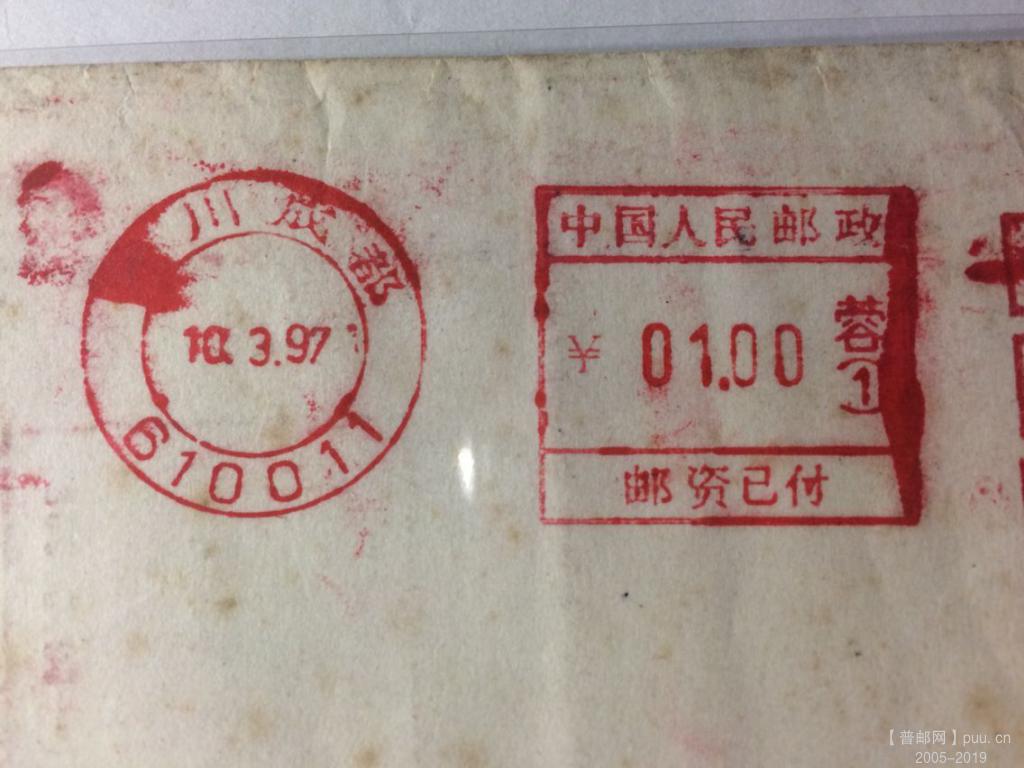 川成都
10.3.97
610011
中国人民邮政
¥ 01.00
蓉
①
邮资已付
【普邮网】puu.cn
2005-2019